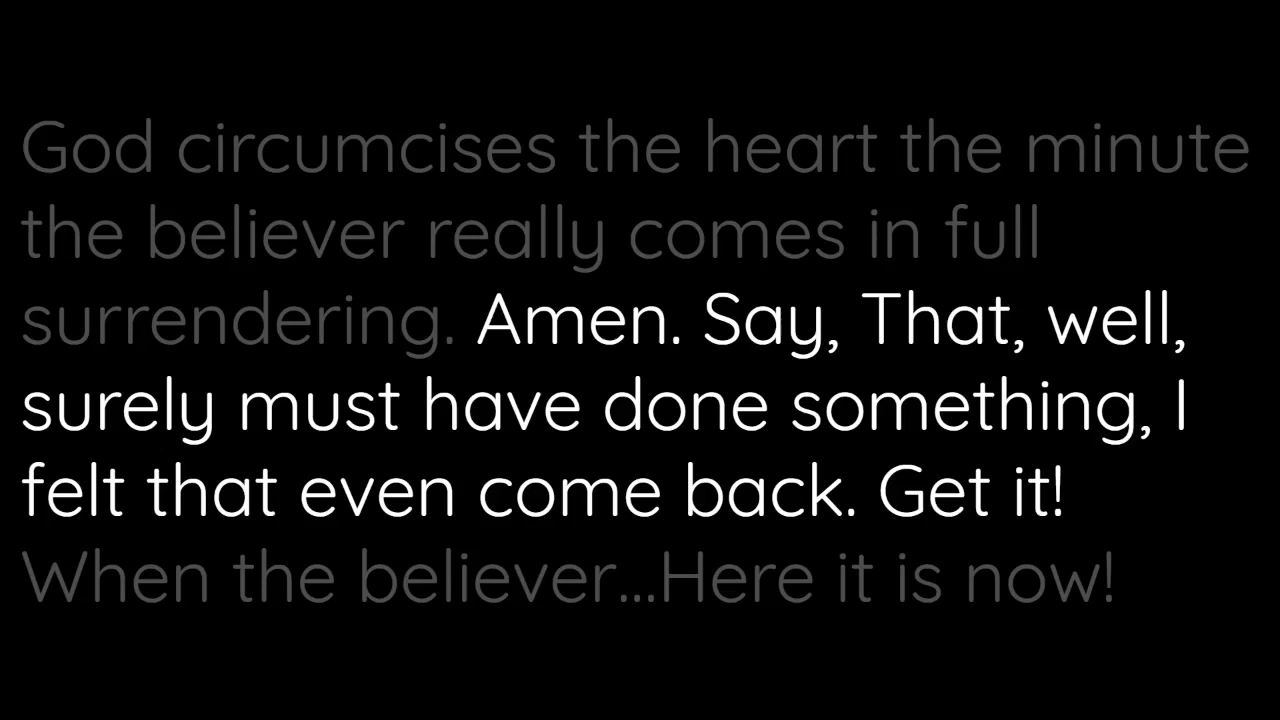 God circumcises the heart the minute
the believer really comes in full
surrendering. Amen. Say, That, well,
surely must have done something, I
felt that even come back. Get it!
When the believer...Here it is now!